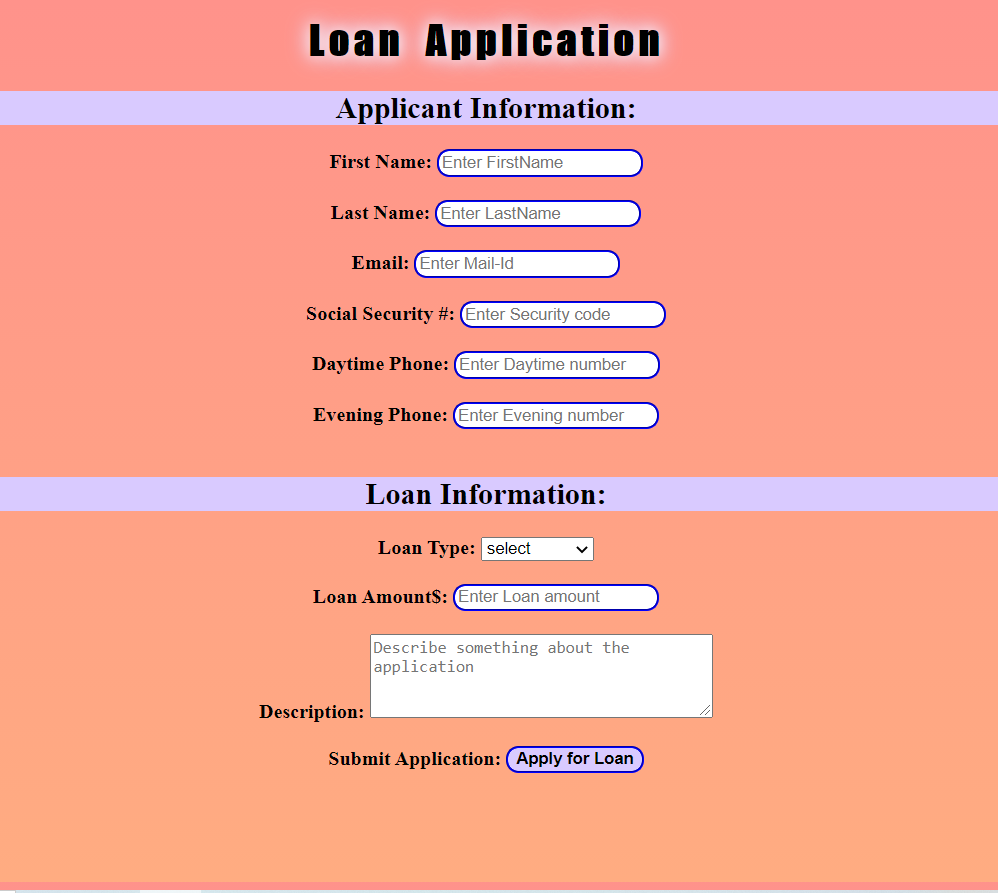 Loan Application
Applicant Information:
First Name: Enter FirstName
Last Name: Enter LastName
Email: Enter Mail-Id
Social Security #: Enter Security code
Daytime Phone: Enter Daytime number
Evening Phone: Enter Evening number
Loan Information:
Loan Type: select
Loan Amount$: Enter Loan amount
Describe something about the
application
Description:
Submit Application: Apply for Loan